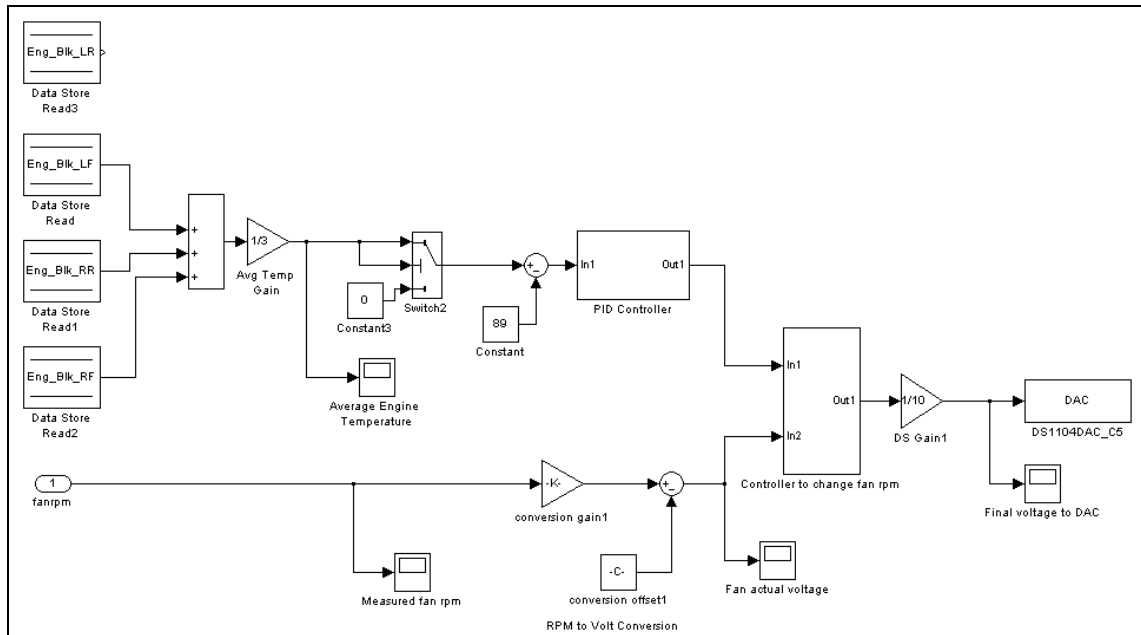 Eng_Blk_LR
Data Store
Read3
Eng_Blk_LF
Data Store
Read
+
+
+
1/3
Avg Temp
Gain
Eng_Blk_RR
Data Store
Read1
0
Constant3
Switch2
+
−
89
Constant
In1
Out1
PID Controller
Eng_Blk_RF
Data Store
Read2
Average Engine
Temperature
In1
In2
Out1
Controller to change fan rpm
1/10
DS Gain1
DAC
DS1104DAC_C5
Final voltage to DAC
1
fanrpm
-K-
conversion gain1
+
−
Measured fan rpm
-C-
conversion offset1
Fan actual voltage
RPM to Volt Conversion